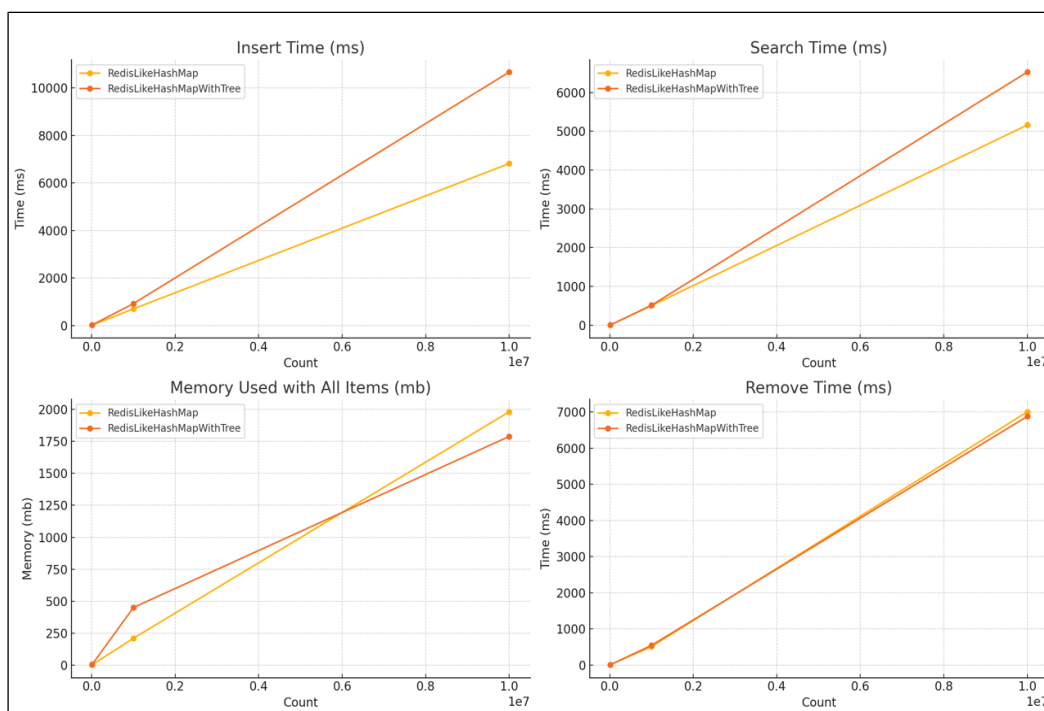 Insert Time (ms)
RedisLikeHashMap
RedisLikeHashMapWithTree
Time (ms)
10000
8000
6000
4000
2000
0
0.0 0.2 0.4 0.6 0.8 1.0
1e7
Count
Search Time (ms)
RedisLikeHashMap
RedisLikeHashMapWithTree
Time (ms)
6000
5000
4000
3000
2000
1000
0
0.0 0.2 0.4 0.6 0.8 1.0
1e7
Count
Memory Used with All Items (mb)
RedisLikeHashMap
RedisLikeHashMapWithTree
Memory (mb)
2000
1750
1500
1250
1000
750
500
250
0
0.0 0.2 0.4 0.6 0.8 1.0
1e7
Count
Remove Time (ms)
RedisLikeHashMap
RedisLikeHashMapWithTree
Time (ms)
7000
6000
5000
4000
3000
2000
1000
0
0.0 0.2 0.4 0.6 0.8 1.0
1e7
Count